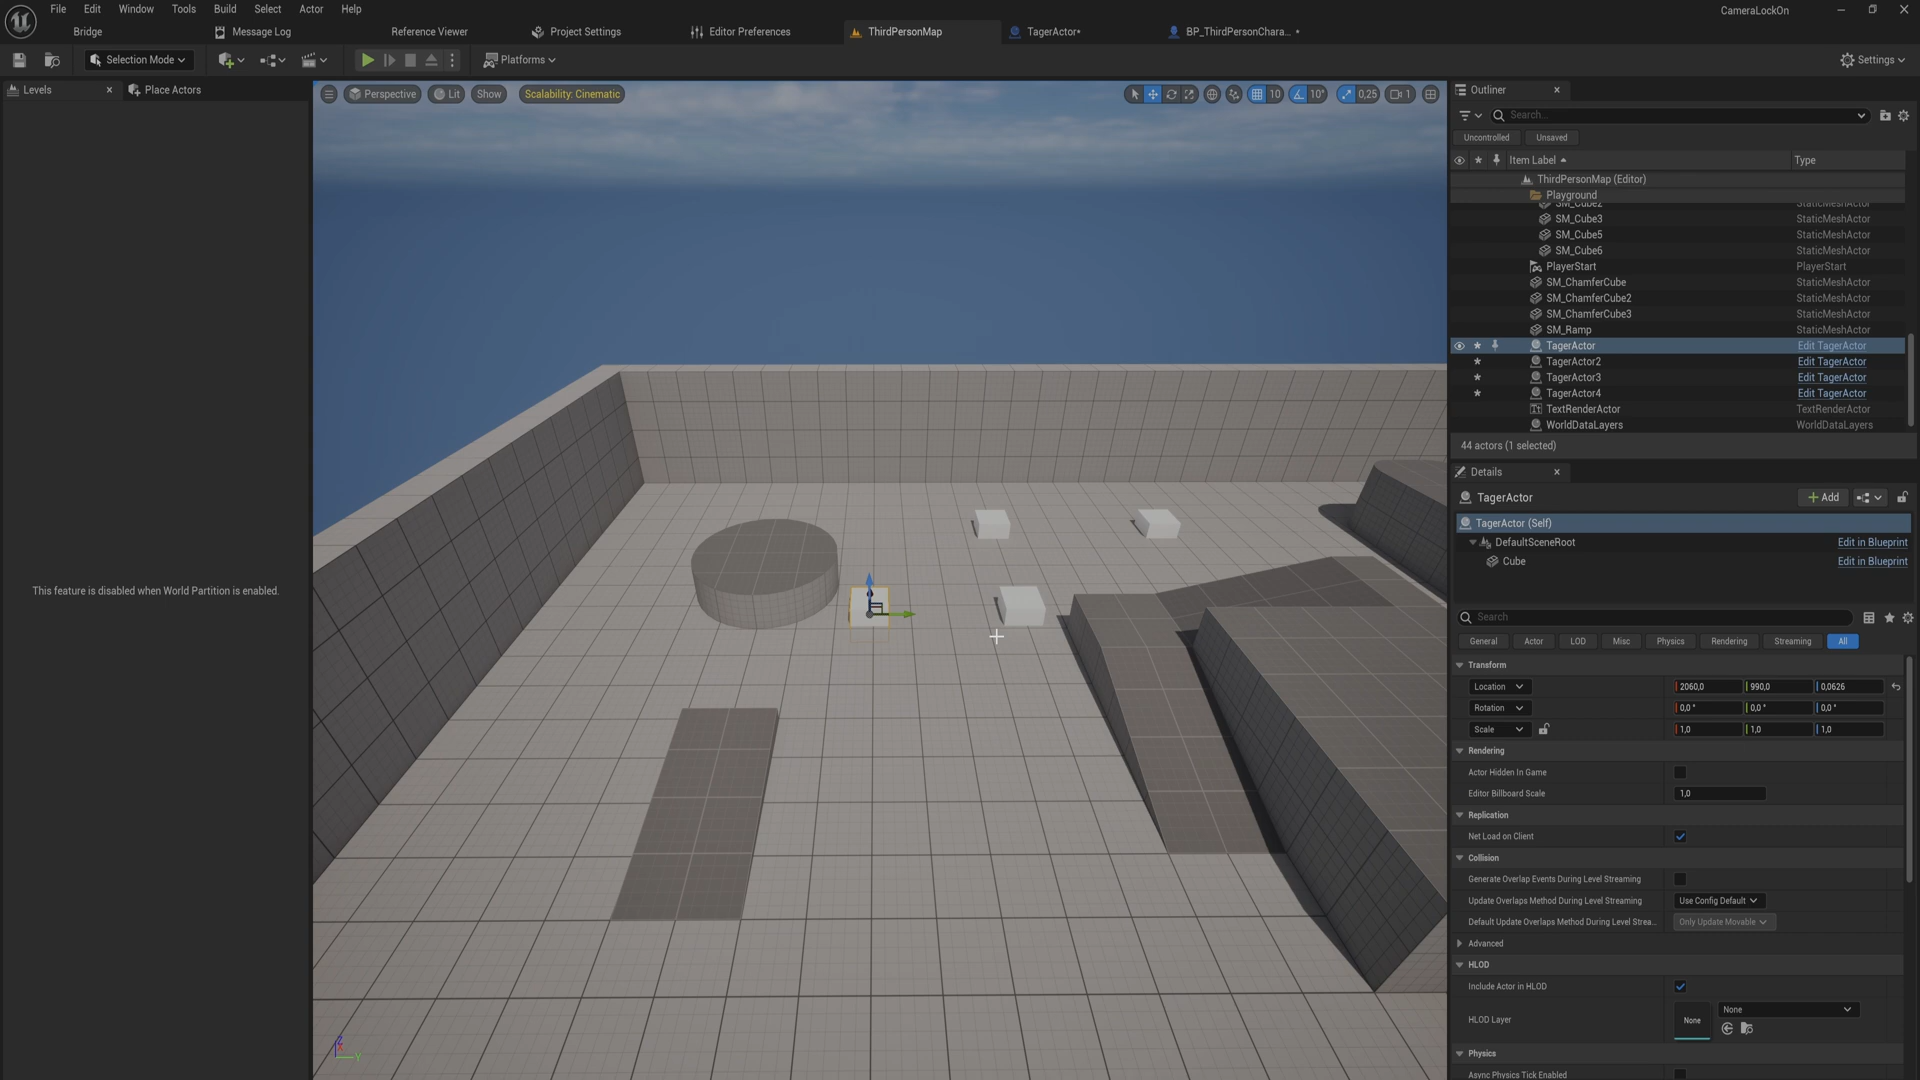 File Edit Window Tools Build Select Actor Help
CameraLockOn
Bridge
Message Log
Reference Viewer
Project Settings
Editor Preferences
ThirdPersonMap
TagerActor*
BP_ThirdPersonChara... *
Selection Mode
Platforms
Settings
Levels
Place Actors
This feature is disabled when World Partition is enabled.
Perspective
Lit
Show
Scalability: Cinematic
10
10°
0,25
1
Z
X
Y
Outliner
Search...
Uncontrolled
Unsaved
Item Label
Type
ThirdPersonMap (Editor)
Playground
SM_Cube2 StaticMeshActor
SM_Cube3 StaticMeshActor
SM_Cube5 StaticMeshActor
SM_Cube6 StaticMeshActor
PlayerStart PlayerStart
SM_ChamferCube StaticMeshActor
SM_ChamferCube2 StaticMeshActor
SM_ChamferCube3 StaticMeshActor
SM_Ramp StaticMeshActor
TagerActor Edit TagerActor
TagerActor2 Edit TagerActor
TagerActor3 Edit TagerActor
TagerActor4 Edit TagerActor
TextRenderActor TextRenderActor
WorldDataLayers WorldDataLayers
44 actors (1 selected)
Details
TagerActor
+ Add
TagerActor (Self)
DefaultSceneRoot Edit in Blueprint
Cube Edit in Blueprint
Search
General Actor LOD Misc Physics Rendering Streaming All
Transform
Location 2060,0 990,0 0,0626
Rotation 0,0 ° 0,0 ° 0,0 °
Scale 1,0 1,0 1,0
Rendering
Actor Hidden In Game
Editor Billboard Scale 1,0
Replication
Net Load on Client
Collision
Generate Overlap Events During Level Streaming
Update Overlaps Method During Level Streaming Use Config Default
Default Update Overlaps Method During Level Strea... Only Update Movable
Advanced
HLOD
Include Actor in HLOD
HLOD Layer None None
Physics
Async Physics Tick Enabled